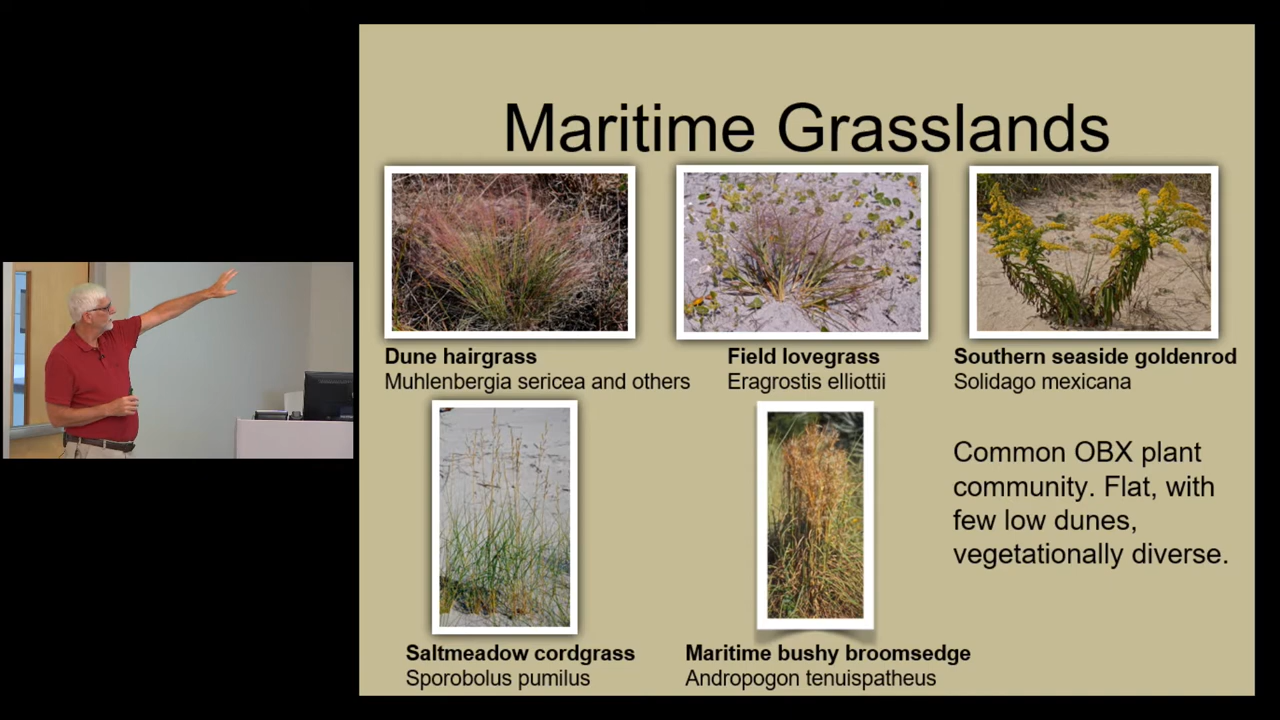 Maritime Grasslands
Dune hairgrass
Muhlenbergia sericea and others
Field lovegrass
Eragrostis elliottii
Southern seaside goldenrod
Solidago mexicana
Common OBX plant
community. Flat, with
few low dunes,
vegetationally diverse.
Saltmeadow cordgrass
Sporobolus pumilus
Maritime bushy broomsedge
Andropogon tenuispatheus